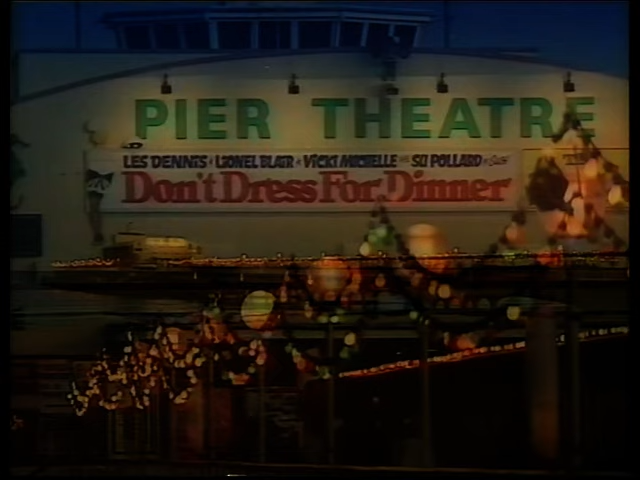 PIER THEATRE
LES DENNIS LIONEL BLAIR VICKI MICHELLE SU POLLARD
Don't Dress For Dinner